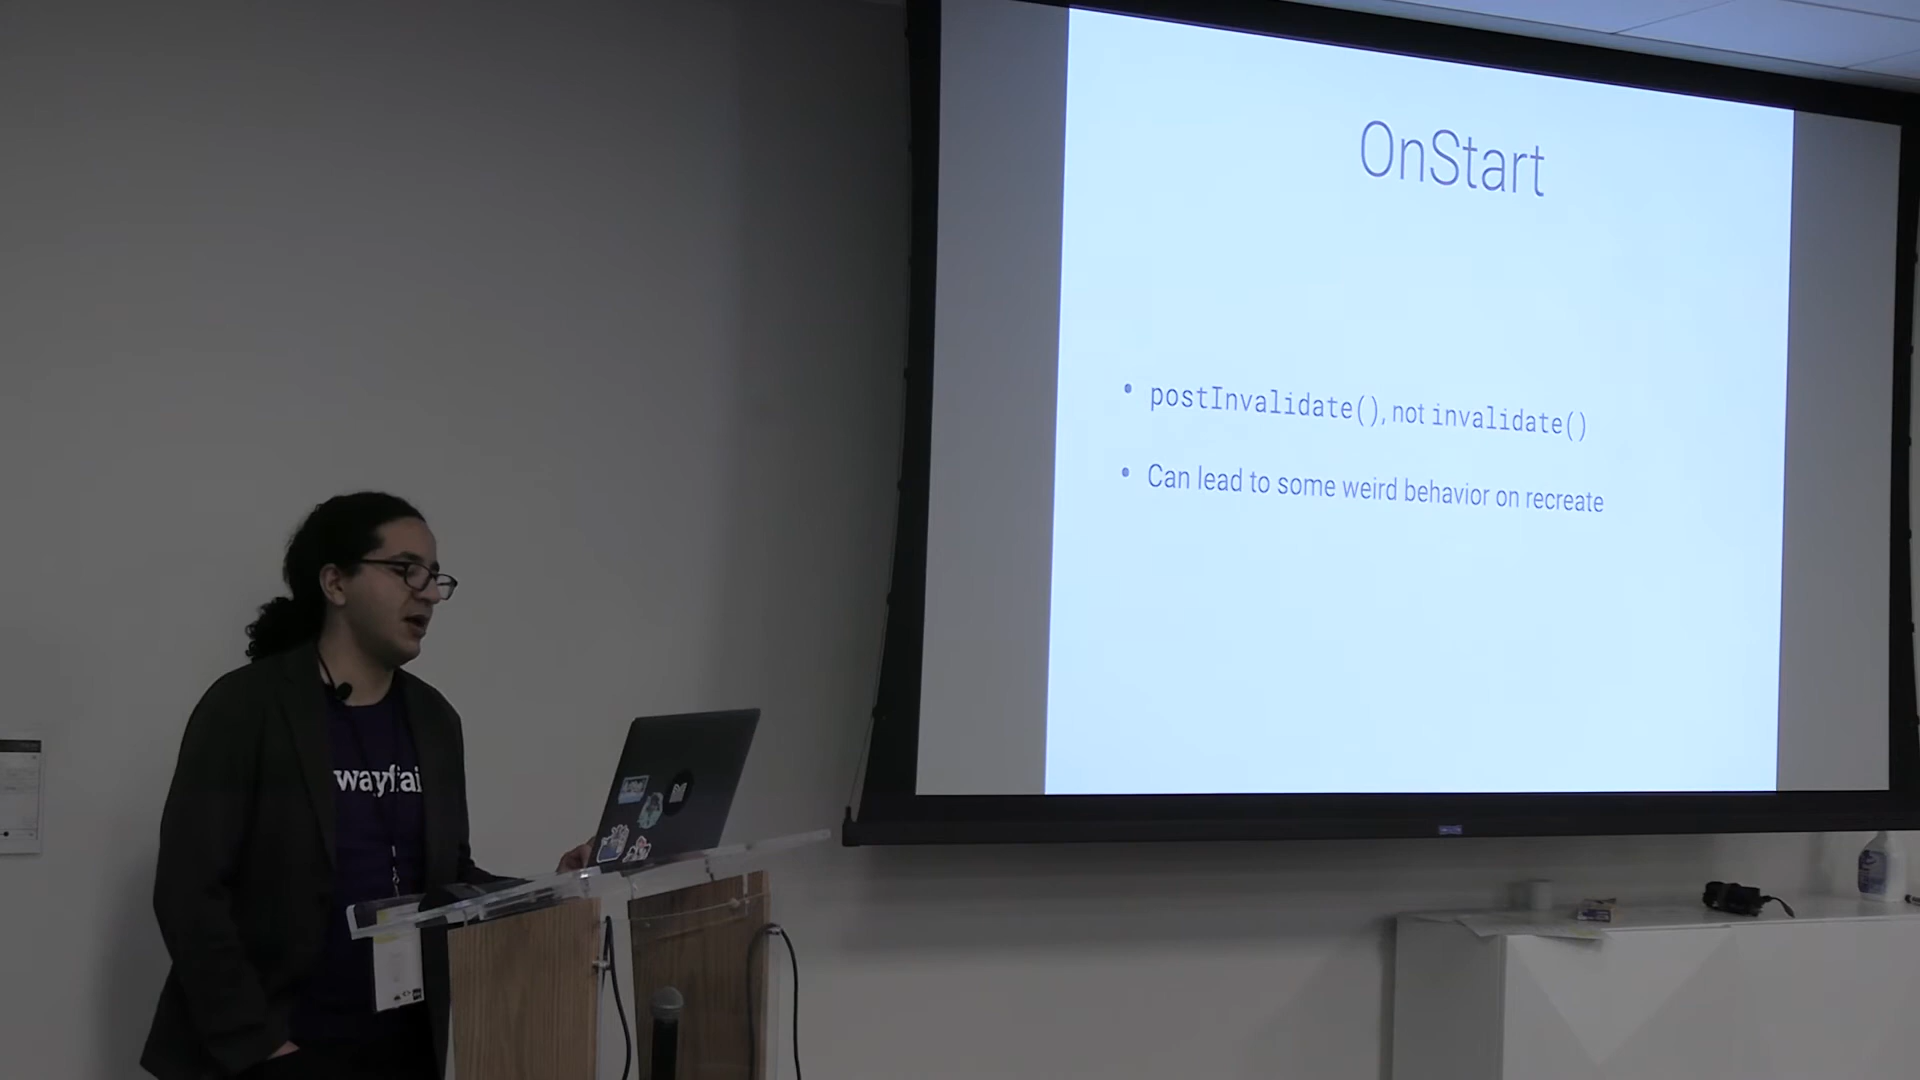 OnStart
• postInvalidate(), not invalidate()
• Can lead to some weird behavior on recreate
wayfai